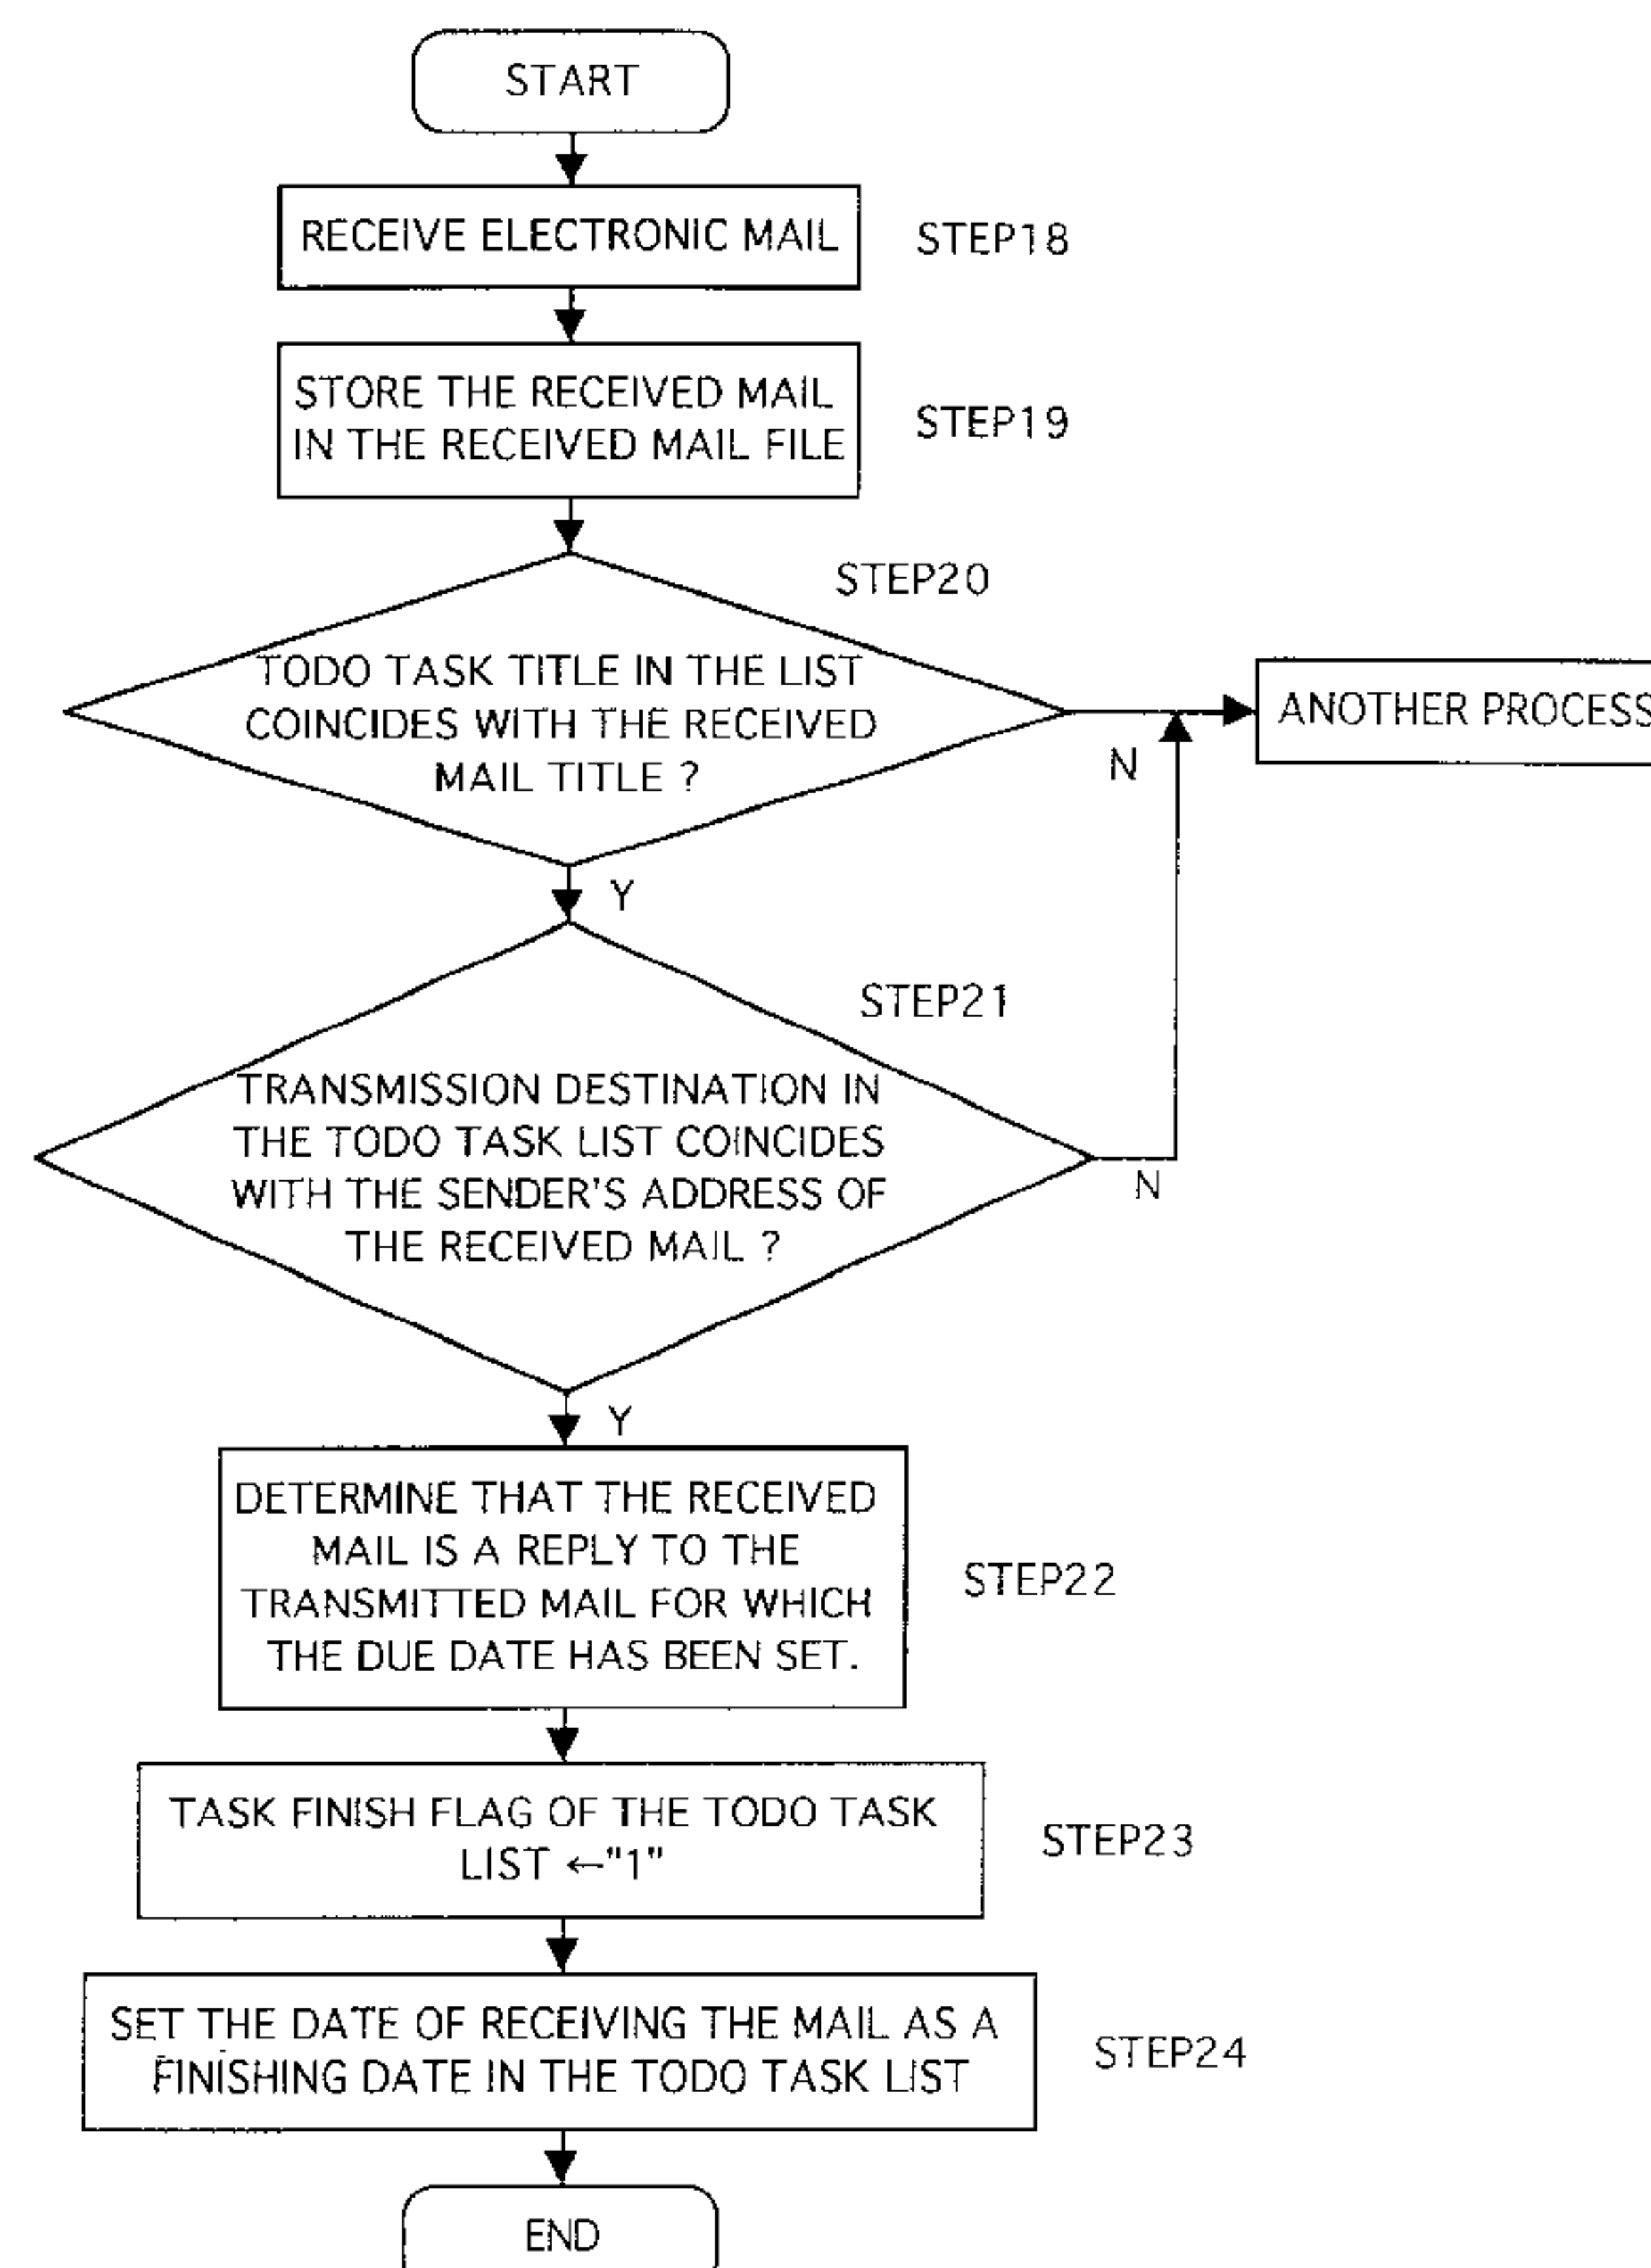 START
RECEIVE ELECTRONIC MAIL
STEP18
STORE THE RECEIVED MAIL
IN THE RECEIVED MAIL FILE
STEP19
STEP20
TODO TASK TITLE IN THE LIST
COINCIDES WITH THE RECEIVED
MAIL TITLE ?
ANOTHER PROCESS
N
Y
STEP21
TRANSMISSION DESTINATION IN
THE TODO TASK LIST COINCIDES
WITH THE SENDER'S ADDRESS OF
THE RECEIVED MAIL ?
N
Y
DETERMINE THAT THE RECEIVED
MAIL IS A REPLY TO THE
TRANSMITTED MAIL FOR WHICH
THE DUE DATE HAS BEEN SET.
STEP22
TASK FINISH FLAG OF THE TODO TASK
LIST ←"1"
STEP23
SET THE DATE OF RECEIVING THE MAIL AS A
FINISHING DATE IN THE TODO TASK LIST
STEP24
END